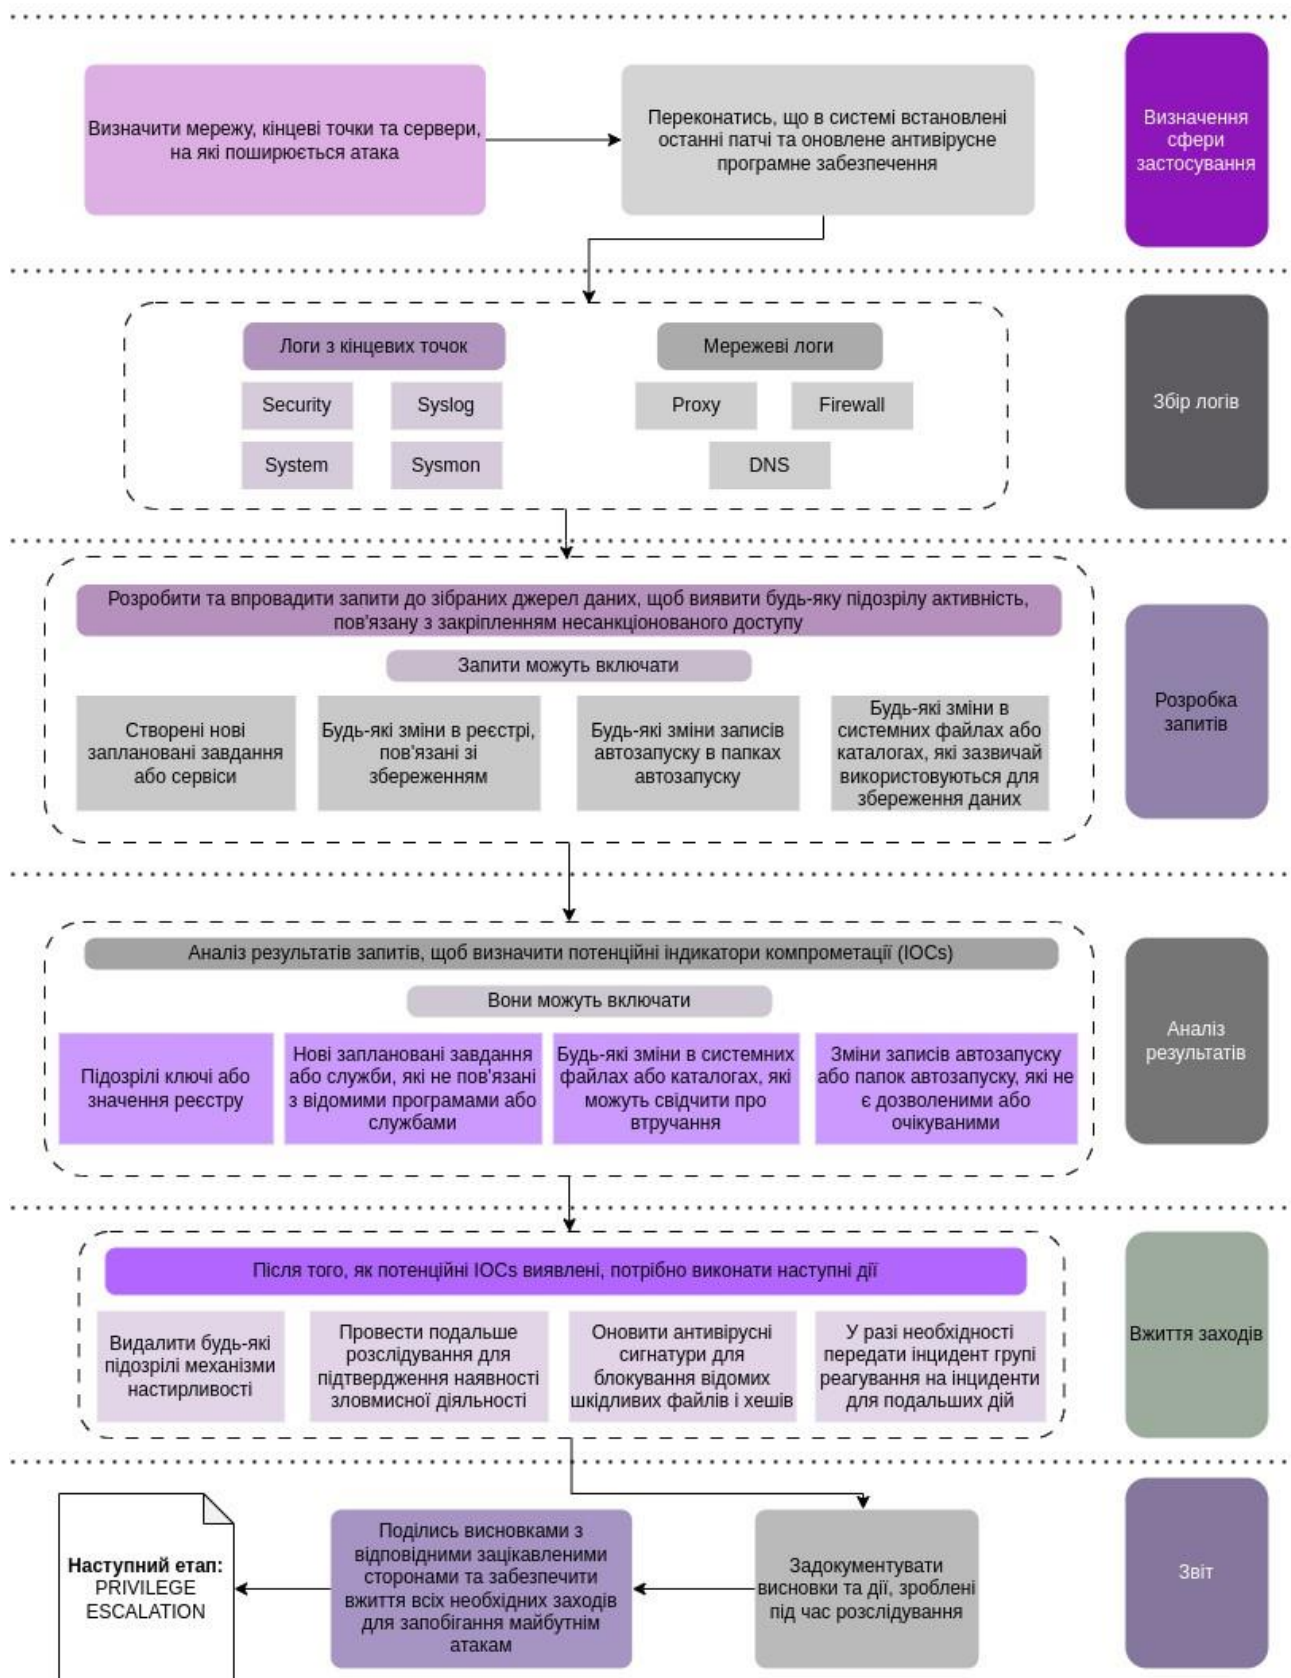 Визначити мережу, кінцеві точки та сервери,
на які поширюється атака
Переконатись, що в системі встановлені
останні патчі та оновлене антивірусне
програмне забезпечення
Визначення
сфери
застосування
Логи з кінцевих точок
Мережеві логи
Security
Syslog
Proxy
Firewall
System
Sysmon
DNS
Збір логів
Розробити та впровадити запити до зібраних джерел даних, щоб виявити будь-яку підозрілу активність,
пов'язану з закріпленням несанкціонованого доступу
Запити можуть включати
Створені нові
заплановані завдання
або сервіси
Будь-які зміни в реєстрі,
пов'язані зі
збереженням
Будь-які зміни записів
автозапуску в папках
автозапуску
Будь-які зміни в
системних файлах або
каталогах, які зазвичай
використовуються для
збереження даних
Розробка
запитів
Аналіз результатів запитів, щоб визначити потенційні індикатори компрометації (IOCs)
Вони можуть включати
Підозрілі ключі або
значення реєстру
Нові заплановані завдання
або служби, які не пов'язані
з відомими програмами або
службами
Будь-які зміни в системних
файлах або каталогах, які
можуть свідчити про
втручання
Зміни записів автозапуску
або папок автозапуску, які не
є дозволеними або
очікуваними
Аналіз
результатів
Після того, як потенційні IOCs виявлені, потрібно виконати наступні дії
Видалити будь-які
підозрілі механізми
настирливості
Провести подальше
розслідування для
підтвердження наявності
зловмисної діяльності
Оновити антивірусні
сигнатури для
блокування відомих
шкідливих файлів і хешів
У разі необхідності
передати інцидент групі
реагування на інциденти
для подальших дій
Вжиття заходів
Наступний етап:
PRIVILEGE
ESCALATION
Поділись висновками з
відповідними зацікавленими
сторонами та забезпечити
вжиття всіх необхідних заходів
для запобігання майбутнім
атакам
Задокументувати
висновки та дії, зроблені
під час розслідування
Звіт